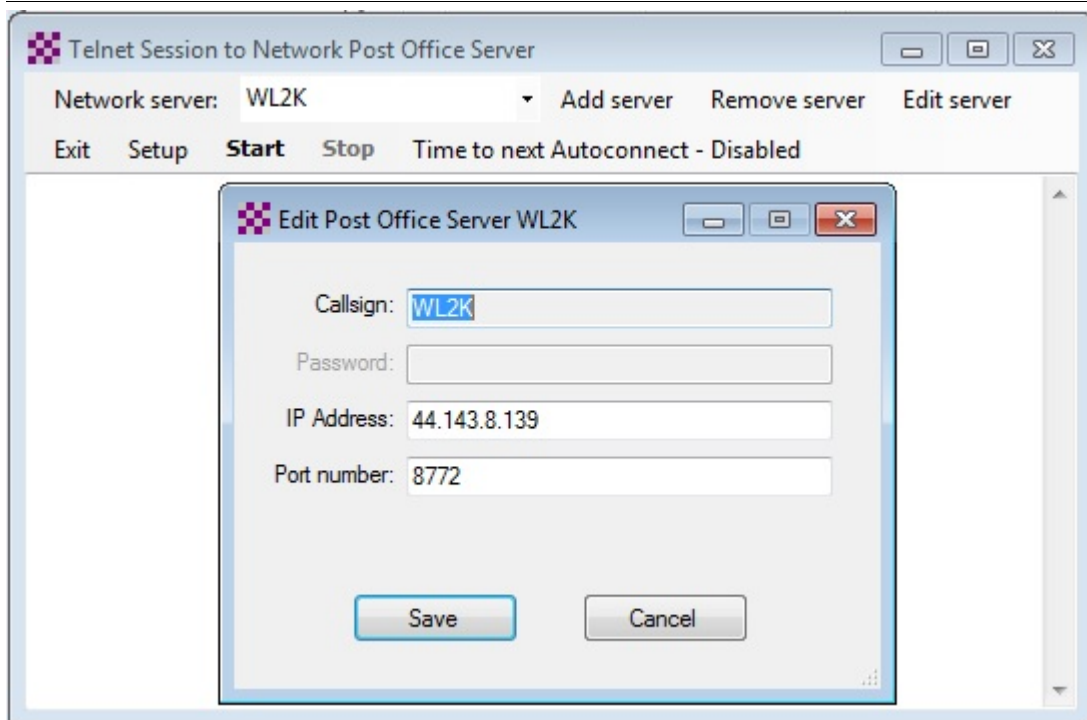 Telnet Session to Network Post Office Server
Network server: WL2K Add server Remove server Edit server
Exit Setup Start Stop Time to next Autoconnect - Disabled
Edit Post Office Server WL2K
Callsign: WL2K
Password:
IP Address: 44.143.8.139
Port number: 8772
Save Cancel